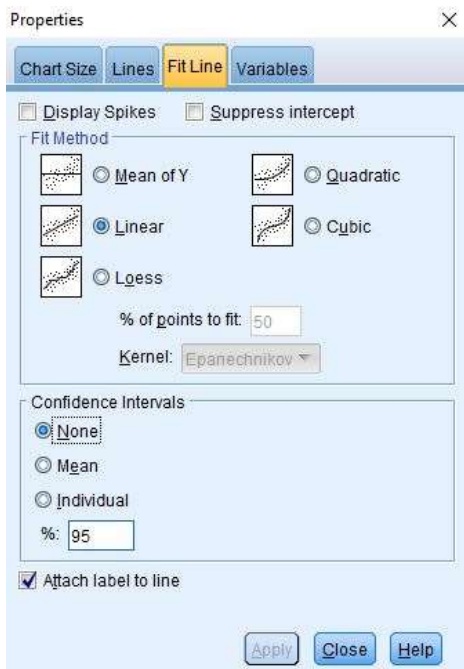 Properties
Chart Size Lines Fit Line Variables
Display Spikes Suppress intercept
Fit Method
Mean of Y Quadratic
Linear Cubic
Loess
% of points to fit: 50
Kernel: Epanechnikov
Confidence Intervals
None
Mean
Individual
%: 95
Attach label to line
Apply Close Help